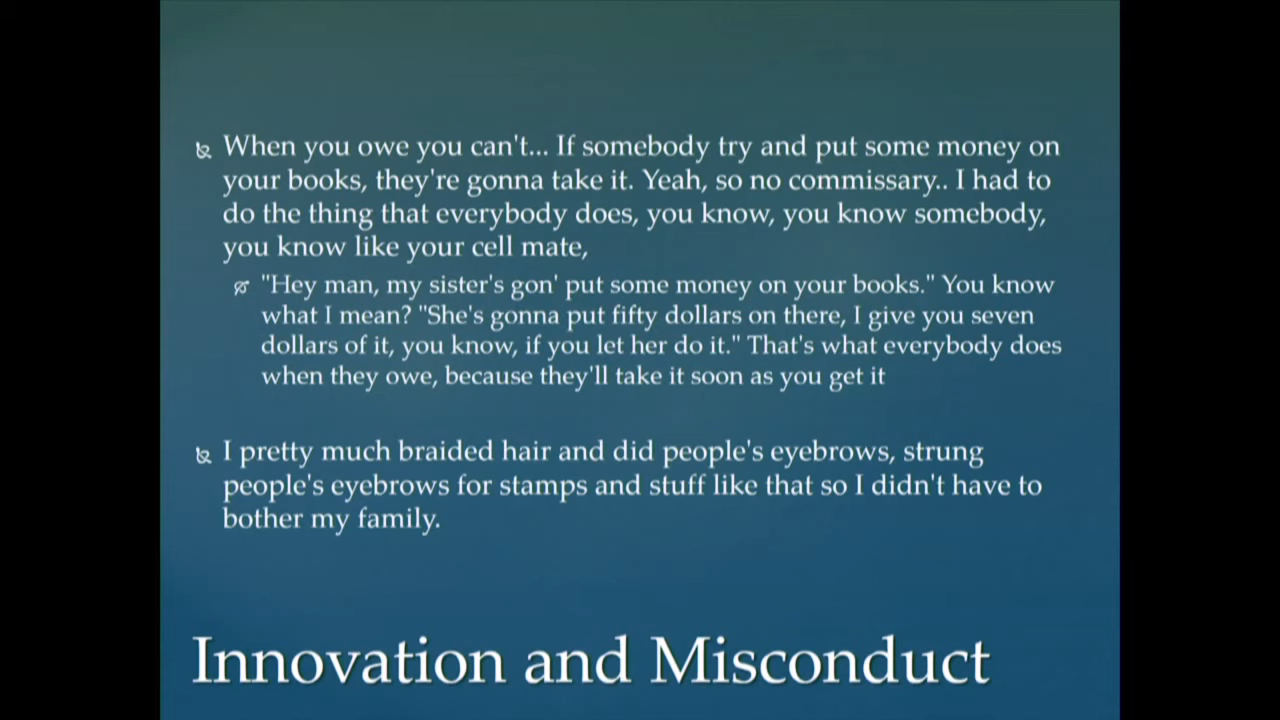 When you owe you can't... If somebody try and put some money on
your books, they're gonna take it. Yeah, so no commissary.. I had to
do the thing that everybody does, you know, you know somebody,
you know like your cell mate,
"Hey man, my sister's gon' put some money on your books." You know
what I mean? "She's gonna put fifty dollars on there, I give you seven
dollars of it, you know, if you let her do it." That's what everybody does
when they owe, because they'll take it soon as you get it
I pretty much braided hair and did people's eyebrows, strung
people's eyebrows for stamps and stuff like that so I didn't have to
bother my family.
Innovation and Misconduct